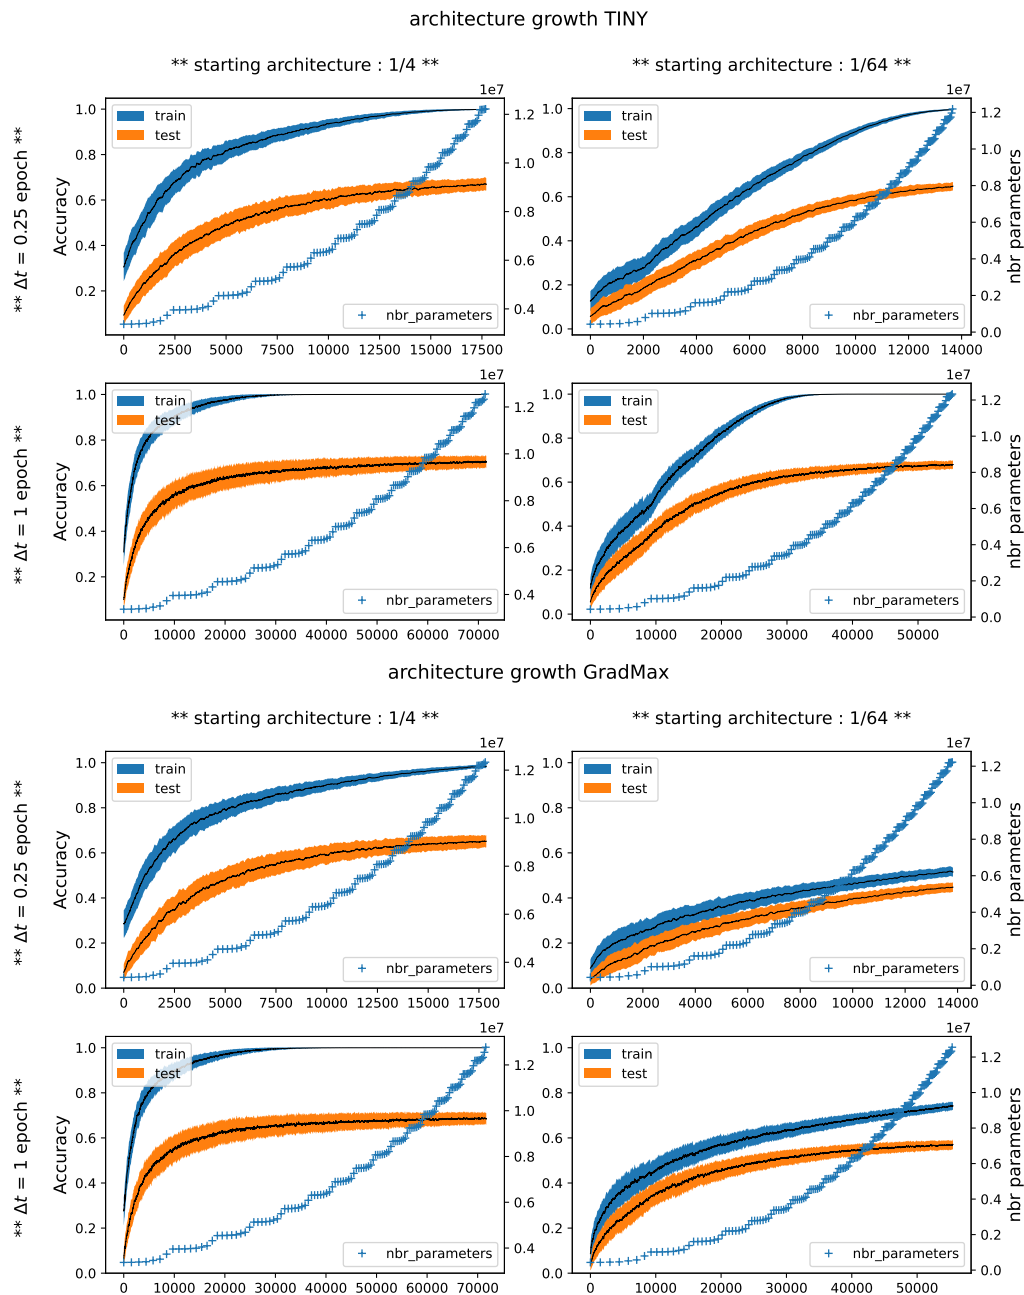 architecture growth TINY
** starting architecture : 1/4 **
** starting architecture : 1/64 **
** Δt = 0.25 epoch **
Accuracy
1e7
train
test
nbr_parameters
1.0
0.8
0.6
0.4
0.2
1.2
1.0
0.8
0.6
0.4
0 2500 5000 7500 10000 12500 15000 17500
1e7
train
test
nbr_parameters
1.0
0.8
0.6
0.4
0.2
0.0
1.2
1.0
0.8
0.6
0.4
0.2
0.0
nbr parameters
0 2000 4000 6000 8000 10000 12000 14000
** Δt = 1 epoch **
Accuracy
1e7
train
test
nbr_parameters
1.0
0.8
0.6
0.4
0.2
1.2
1.0
0.8
0.6
0.4
0 10000 20000 30000 40000 50000 60000 70000
1e7
train
test
nbr_parameters
1.0
0.8
0.6
0.4
0.2
0.0
1.2
1.0
0.8
0.6
0.4
0.2
0.0
nbr parameters
0 10000 20000 30000 40000 50000
architecture growth GradMax
** starting architecture : 1/4 **
** starting architecture : 1/64 **
** Δt = 0.25 epoch **
Accuracy
1e7
train
test
nbr_parameters
1.0
0.8
0.6
0.4
0.2
0.0
1.2
1.0
0.8
0.6
0.4
0 2500 5000 7500 10000 12500 15000 17500
1e7
train
test
nbr_parameters
1.0
0.8
0.6
0.4
0.2
0.0
1.2
1.0
0.8
0.6
0.4
0.2
0.0
nbr parameters
0 2000 4000 6000 8000 10000 12000 14000
** Δt = 1 epoch **
Accuracy
1e7
train
test
nbr_parameters
1.0
0.8
0.6
0.4
0.2
0.0
1.2
1.0
0.8
0.6
0.4
0 10000 20000 30000 40000 50000 60000 70000
1e7
train
test
nbr_parameters
1.0
0.8
0.6
0.4
0.2
0.0
1.2
1.0
0.8
0.6
0.4
0.2
0.0
nbr parameters
0 10000 20000 30000 40000 50000